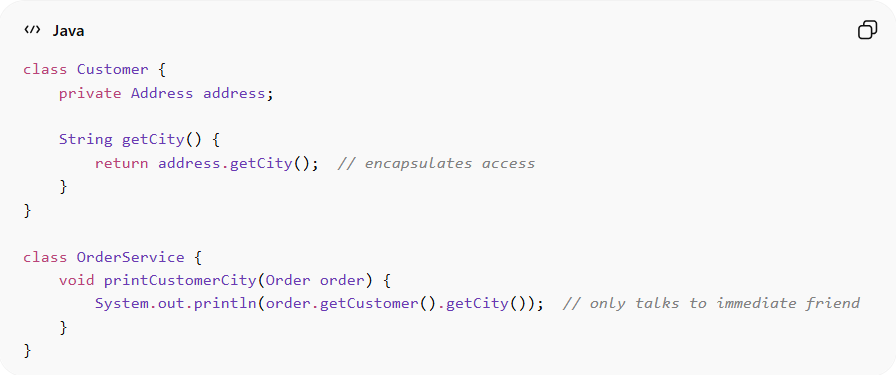 </> Java
class Customer {
    private Address address;
    String getCity() {
        return address.getCity();  // encapsulates access
    }
}
class OrderService {
    void printCustomerCity(Order order) {
        System.out.println(order.getCustomer().getCity());  // only talks to immediate friend
    }
}